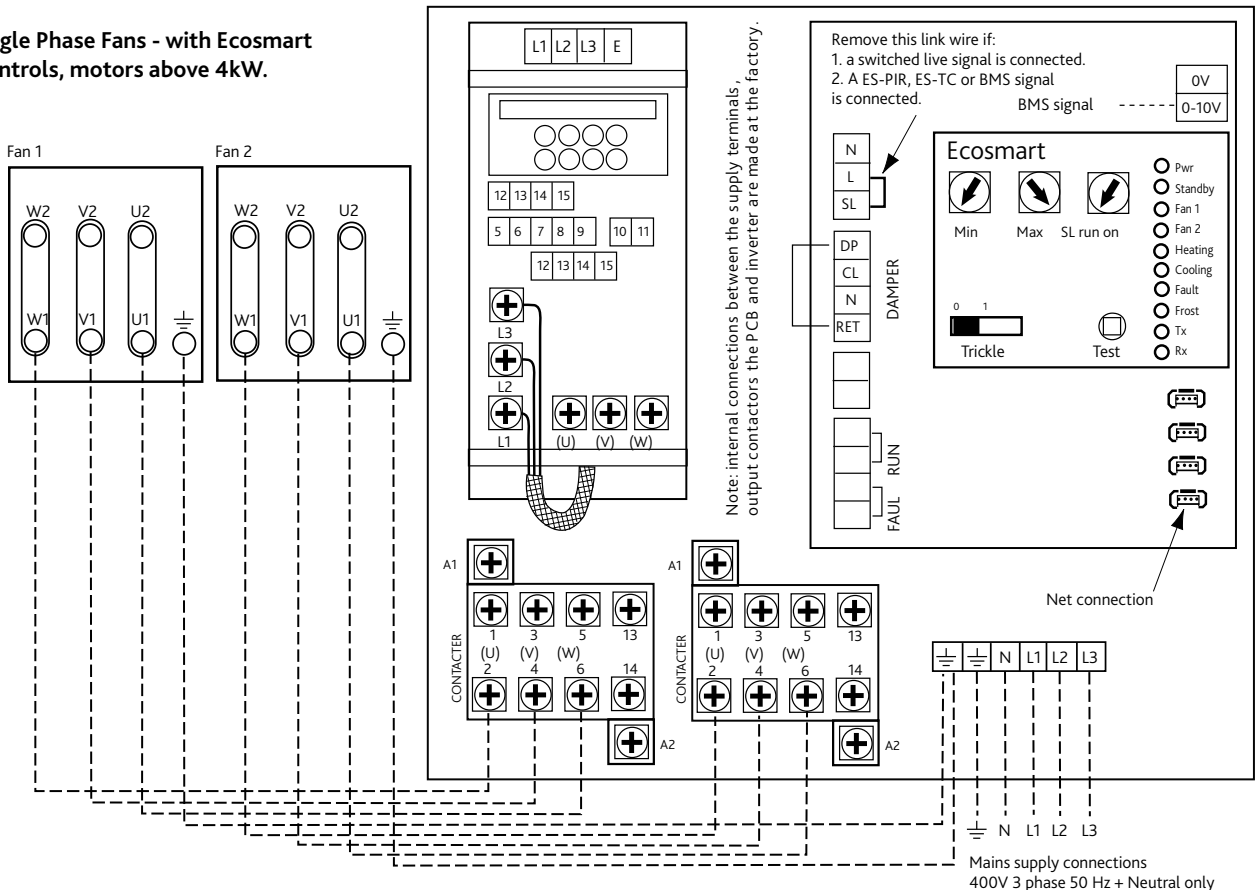 gle Phase Fans - with Ecosmart
ntrols, motors above 4kW.
Fan 1
W2 V2 U2
W1 V1 U1
Fan 2
W2 V2 U2
W1 V1 U1
L1 L2 L3 E
12 13 14 15
5 6 7 8 9 10 11
12 13 14 15
L3
L2
L1 (U) (V) (W)
Note: internal connections between the supply terminals,
output contactors the PCB and inverter are made at the factory.
Remove this link wire if:
1. a switched live signal is connected.
2. A ES-PIR, ES-TC or BMS signal
is connected.
BMS signal
0V
0-10V
N
L
SL
DP
CL
N
RET
DAMPER
RUN
FAUL
Ecosmart
Min Max SL run on
0 1
Trickle
Test
Pwr
Standby
Fan 1
Fan 2
Heating
Cooling
Fault
Frost
Tx
Rx
Net connection
A1
CONTACTER
1 3 5 13
(U) (V) (W)
2 4 6 14
A2
A1
CONTACTER
1 3 5 13
(U) (V) (W)
2 4 6 14
A2
N L1 L2 L3
N L1 L2 L3
Mains supply connections
400V 3 phase 50 Hz + Neutral only